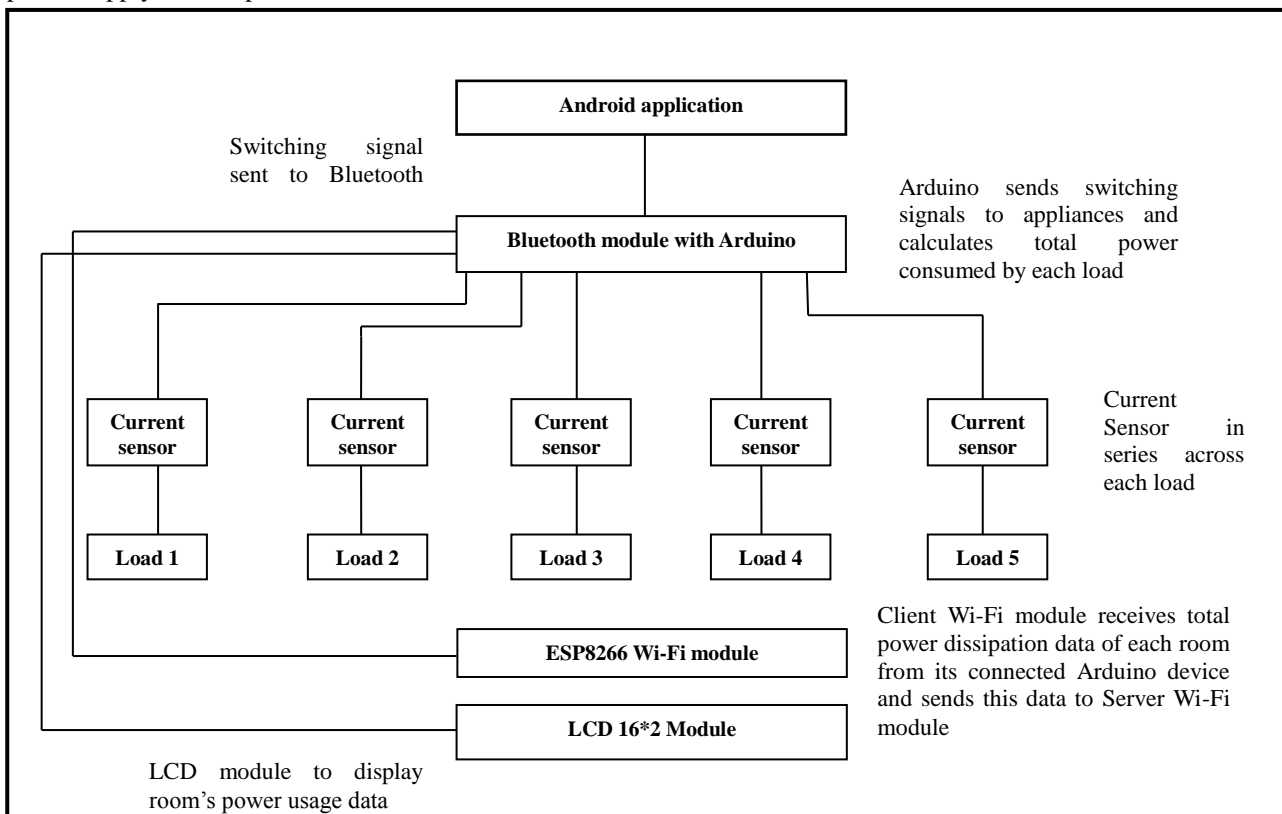 Android application
Switching signal
sent to Bluetooth
Arduino sends switching
signals to appliances and
calculates total power
consumed by each load
Bluetooth module with Arduino
Current
sensor
Current
sensor
Current
sensor
Current
sensor
Current
sensor
Current
Sensor in
series across
each load
Load 1
Load 2
Load 3
Load 4
Load 5
Client Wi-Fi module receives total
power dissipation data of each room
from its connected Arduino device
and sends this data to Server Wi-Fi
module
ESP8266 Wi-Fi module
LCD 16*2 Module
LCD module to display
room's power usage data